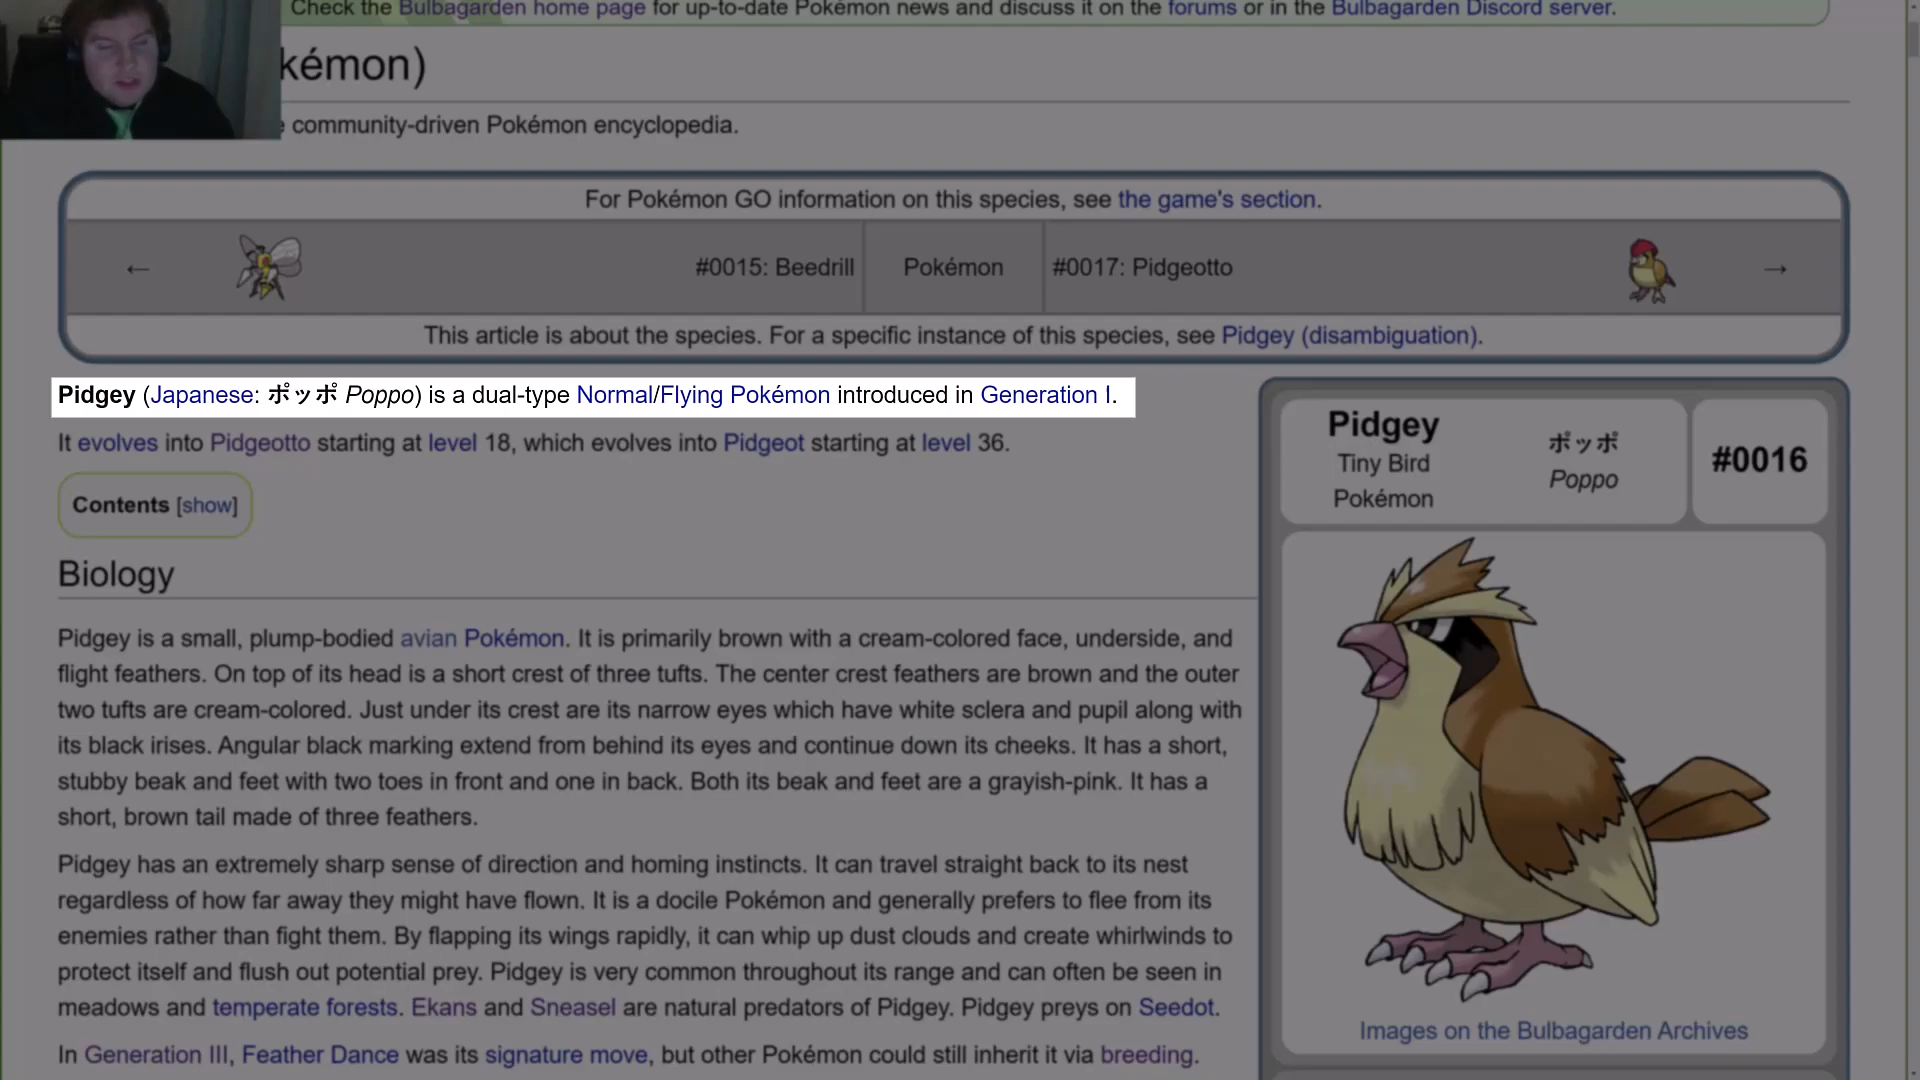 Check the Bulbagarden home page for up-to-date Pokémon news and discuss it on the forums or in the Bulbagarden Discord server.
kémon)
community-driven Pokémon encyclopedia.
For Pokémon GO information on this species, see the game's section.
← #0015: Beedrill Pokémon #0017: Pidgeotto →
This article is about the species. For a specific instance of this species, see Pidgey (disambiguation).
Pidgey (Japanese: ポッポ Poppo) is a dual-type Normal/Flying Pokémon introduced in Generation I.
It evolves into Pidgeotto starting at level 18, which evolves into Pidgeot starting at level 36.
Contents [show]
Biology
Pidgey is a small, plump-bodied avian Pokémon. It is primarily brown with a cream-colored face, underside, and
flight feathers. On top of its head is a short crest of three tufts. The center crest feathers are brown and the outer
two tufts are cream-colored. Just under its crest are its narrow eyes which have white sclera and pupil along with
its black irises. Angular black marking extend from behind its eyes and continue down its cheeks. It has a short,
stubby beak and feet with two toes in front and one in back. Both its beak and feet are a grayish-pink. It has a
short, brown tail made of three feathers.
Pidgey has an extremely sharp sense of direction and homing instincts. It can travel straight back to its nest
regardless of how far away they might have flown. It is a docile Pokémon and generally prefers to flee from its
enemies rather than fight them. By flapping its wings rapidly, it can whip up dust clouds and create whirlwinds to
protect itself and flush out potential prey. Pidgey is very common throughout its range and can often be seen in
meadows and temperate forests. Ekans and Sneasel are natural predators of Pidgey. Pidgey preys on Seedot.
In Generation III, Feather Dance was its signature move, but other Pokémon could still inherit it via breeding.
Pidgey
Tiny Bird
Pokémon
ポッポ
Poppo
#0016
Images on the Bulbagarden Archives